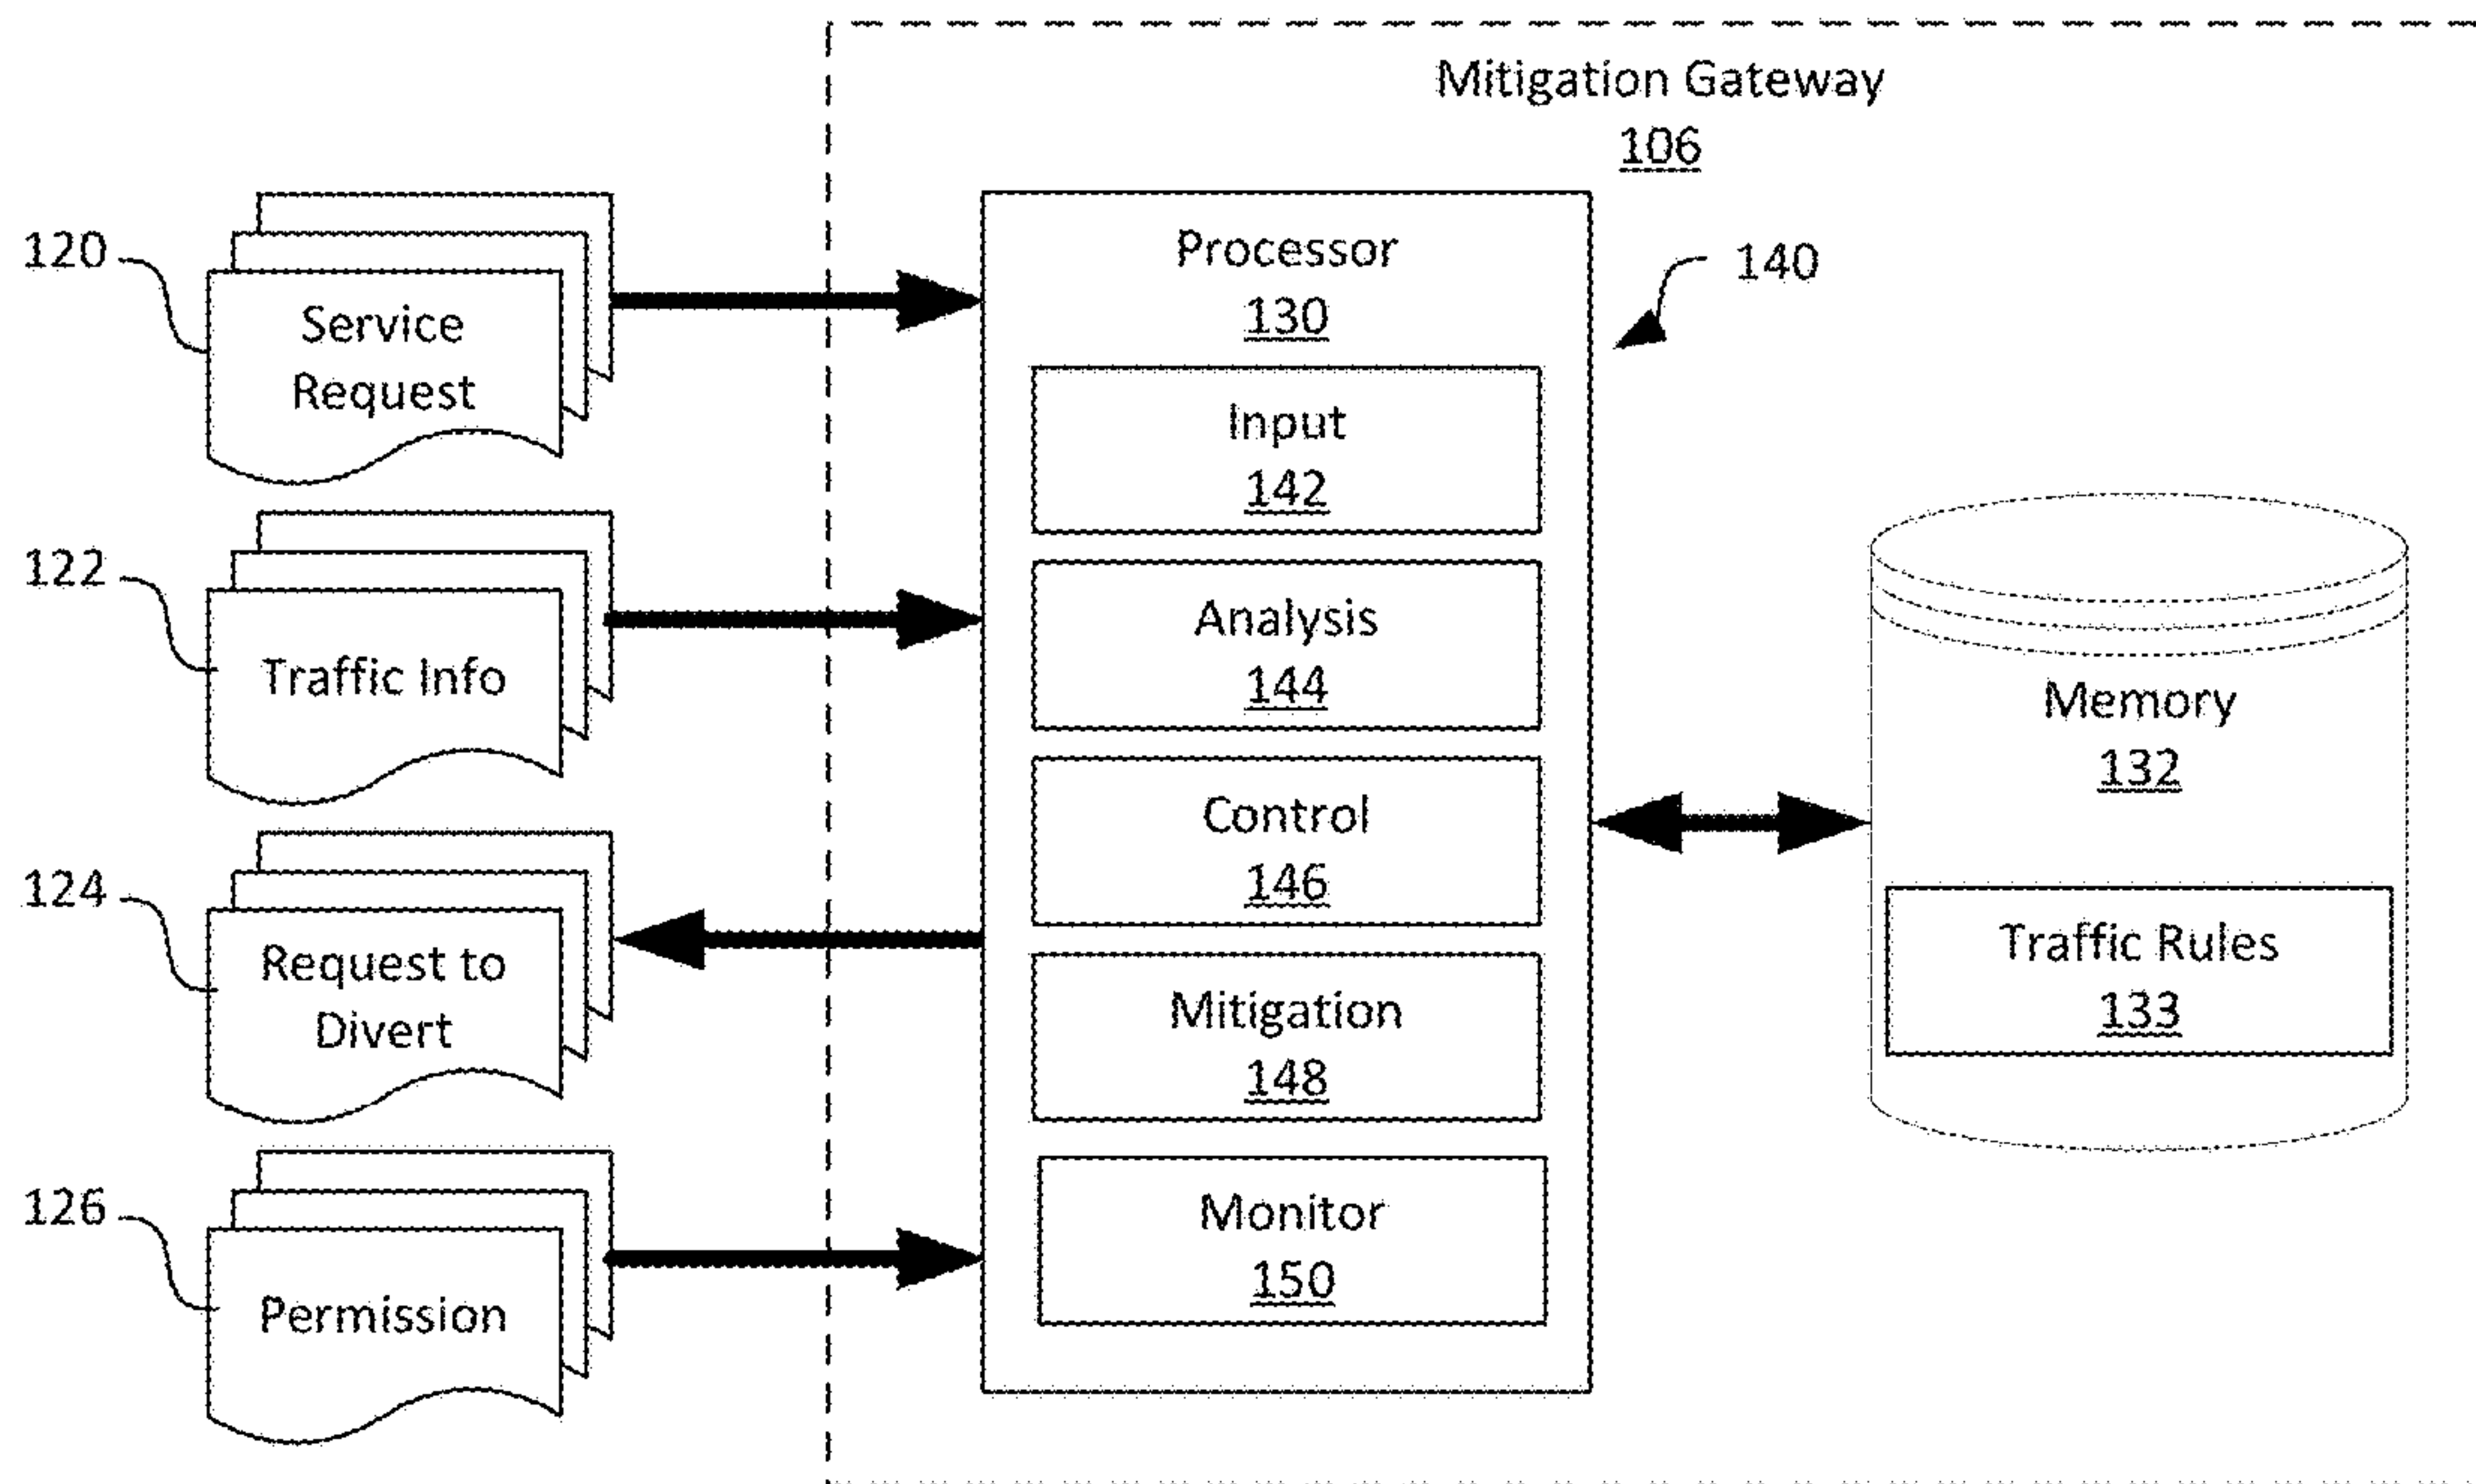 Mitigation Gateway
106
120
Service
Request
122
Traffic Info
124
Request to
Divert
126
Permission
Processor
130
140
Input
142
Analysis
144
Control
146
Mitigation
148
Monitor
150
Memory
132
Traffic Rules
133